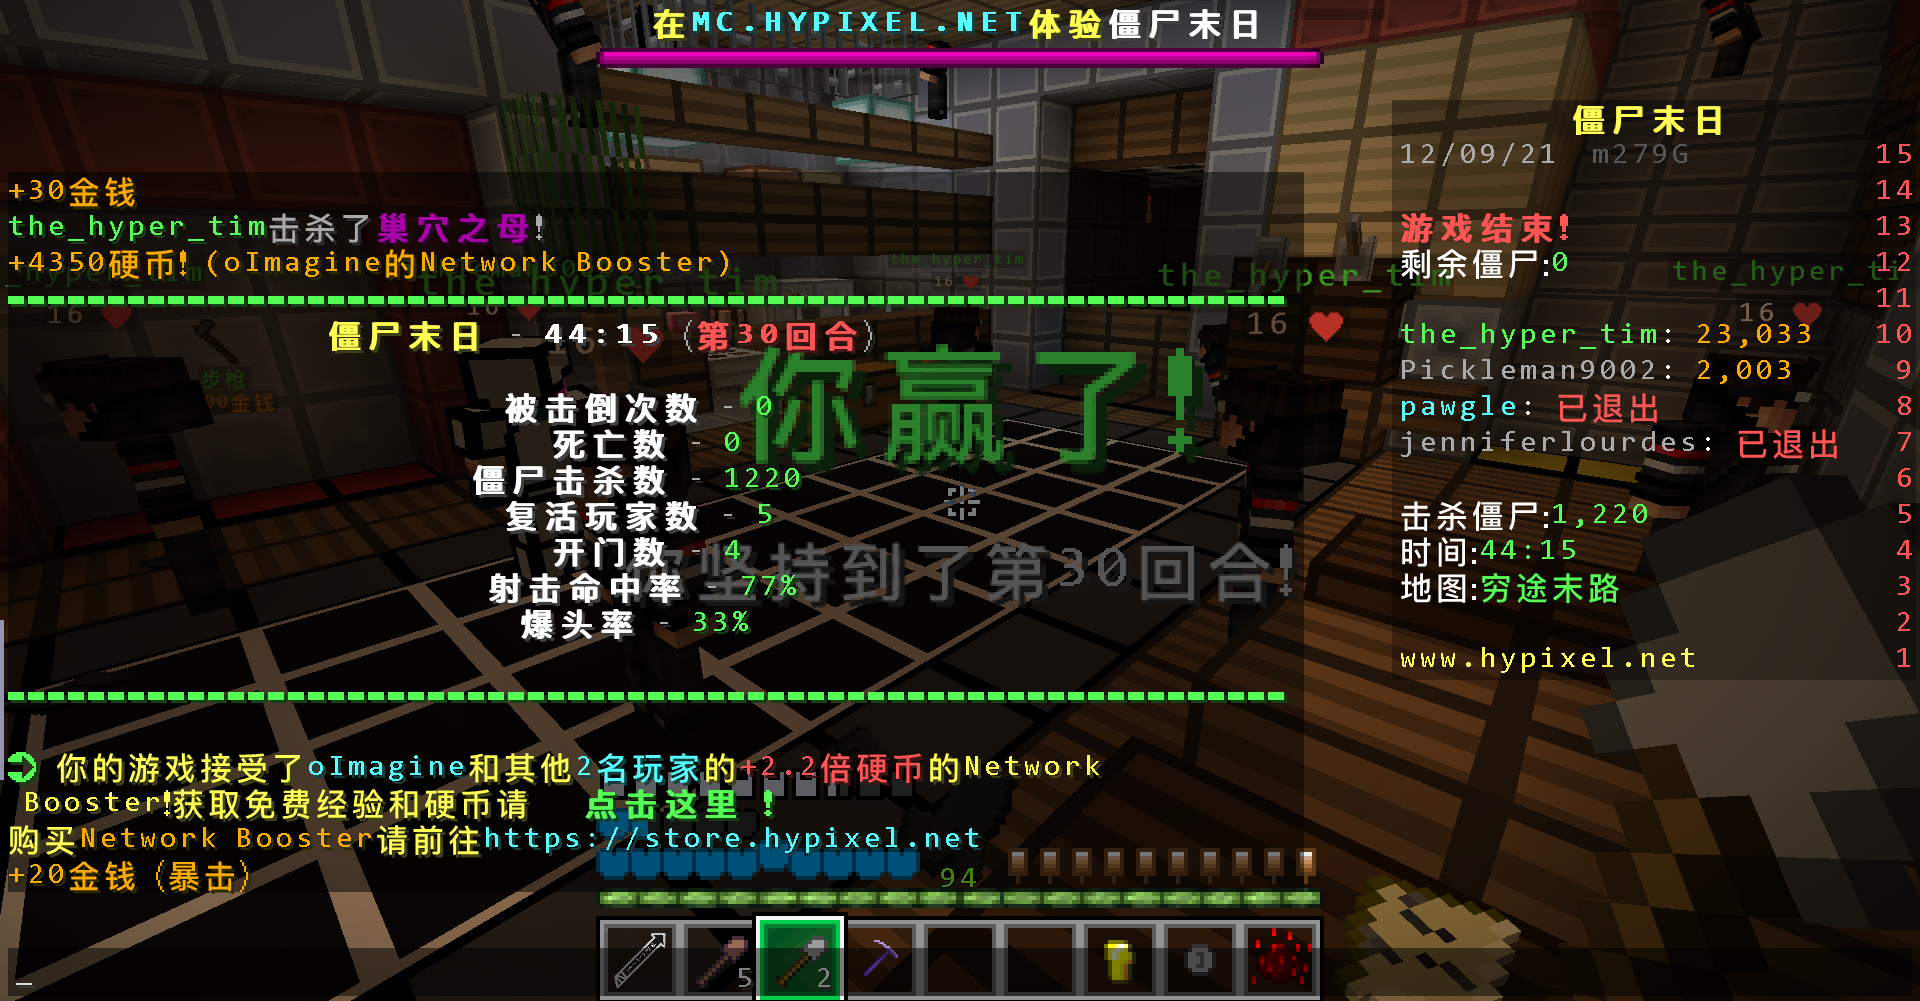 在MC.HYPIXEL.NET体验僵尸末日
+30金钱
the_hyper_tim击杀了巢穴之母!
+4350硬币! (oImagine的Network Booster)
僵尸末日 - 44:15 (第30回合)
被击倒次数 - 0
死亡数 - 0
僵尸击杀数 - 1220
复活玩家数 - 5
开门数 - 4
射击命中率 - 77%
爆头率 - 33%
你赢了!
你坚持到了第30回合!
你的游戏接受了oImagine和其他2名玩家的+2.2倍硬币的Network
Booster!获取免费经验和硬币请 点击这里 !
购买Network Booster请前往https://store.hypixel.net
+20金钱 (暴击)
_
the_hyper_tim
16
the_hyper_tim
16
the_hyper_tim
16
the_hyper_ti
16
步枪
94
5
2
僵尸末日
12/09/21 m279G 15
14
游戏结束! 13
剩余僵尸:0 12
11
the_hyper_tim: 23,033 10
Pickleman9002: 2,003 9
pawgle: 已退出 8
jenniferlourdes: 已退出 7
6
击杀僵尸:1,220 5
时间:44:15 4
地图:穷途末路 3
2
www.hypixel.net 1